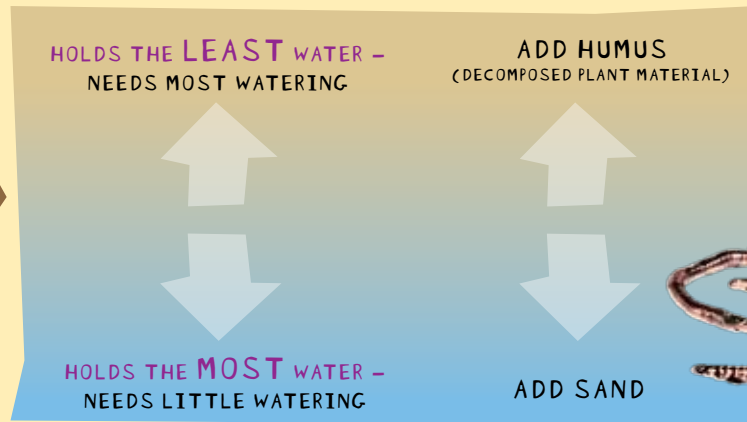 HOLDS THE LEAST WATER –
NEEDS MOST WATERING
ADD HUMUS
(DECOMPOSED PLANT MATERIAL)
HOLDS THE MOST WATER –
NEEDS LITTLE WATERING
ADD SAND